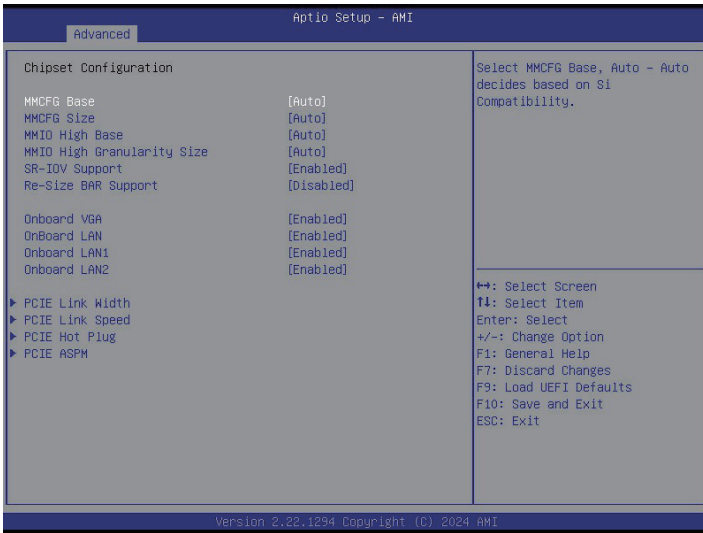 Aptio Setup - AMI
Advanced
Chipset Configuration
MMCFG Base [Auto]
MMCFG Size [Auto]
MMIO High Base [Auto]
MMIO High Granularity Size [Auto]
SR-IOV Support [Enabled]
Re-Size BAR Support [Disabled]
Onboard VGA [Enabled]
OnBoard LAN [Enabled]
Onboard LAN1 [Enabled]
Onboard LAN2 [Enabled]
PCIE Link Width
PCIE Link Speed
PCIE Hot Plug
PCIE ASPM
Select MMCFG Base, Auto - Auto
decides based on Si
Compatibility.
↔: Select Screen
↑↓: Select Item
Enter: Select
+/-: Change Option
F1: General Help
F7: Discard Changes
F9: Load UEFI Defaults
F10: Save and Exit
ESC: Exit
Version 2.22.1294 Copyright (C) 2024 AMI